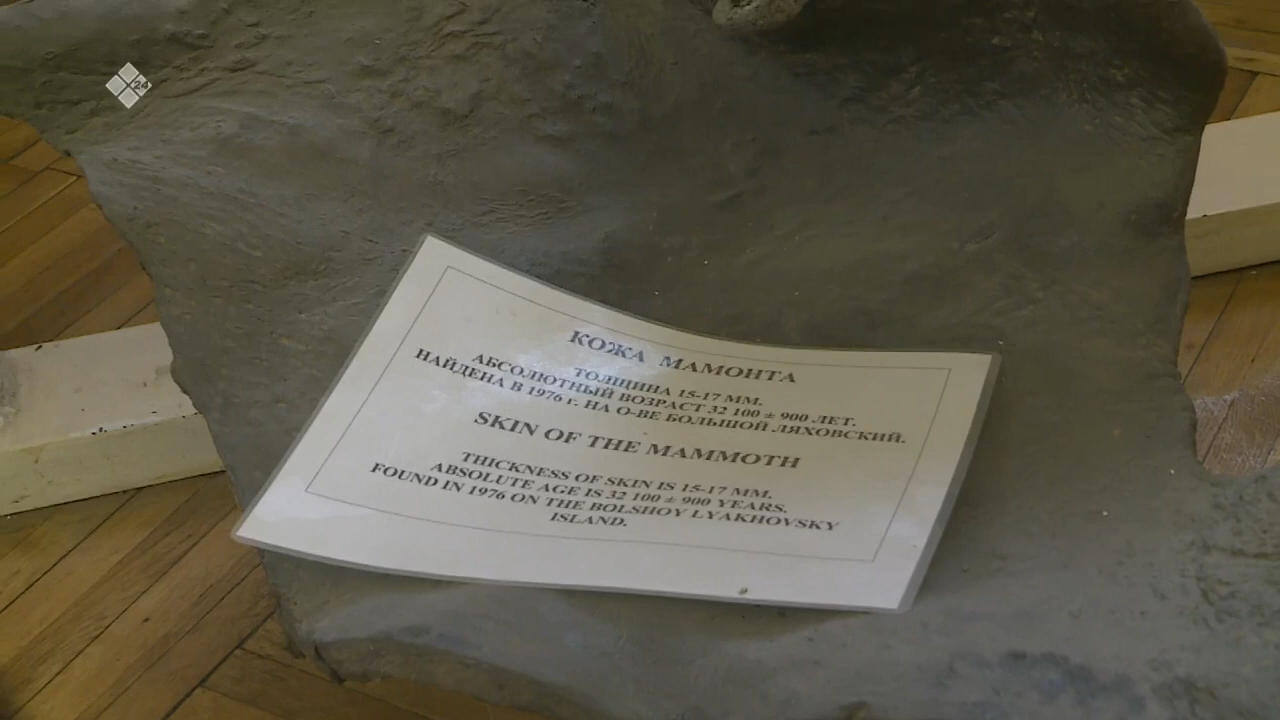 24
КОЖА МАМОНТА
ТОЛЩИНА 15-17 ММ.
АБСОЛЮТНЫЙ ВОЗРАСТ 32 100 ± 900 ЛЕТ.
НАЙДЕНА В 1976 г. НА О-ВЕ БОЛЬШОЙ ЛЯХОВСКИЙ.
SKIN OF THE MAMMOTH
THICKNESS OF SKIN IS 15-17 MM.
ABSOLUTE AGE IS 32 100 ± 900 YEARS.
FOUND IN 1976 ON THE BOLSHOY LYAKHOVSKY
ISLAND.